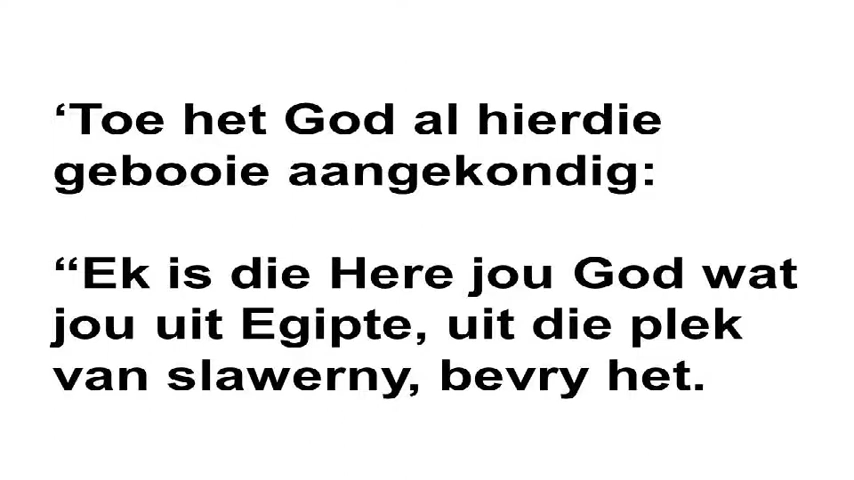 ‘Toe het God al hierdie
gebooie aangekondig:
“Ek is die Here jou God wat
jou uit Egipte, uit die plek
van slawerny, bevry het.